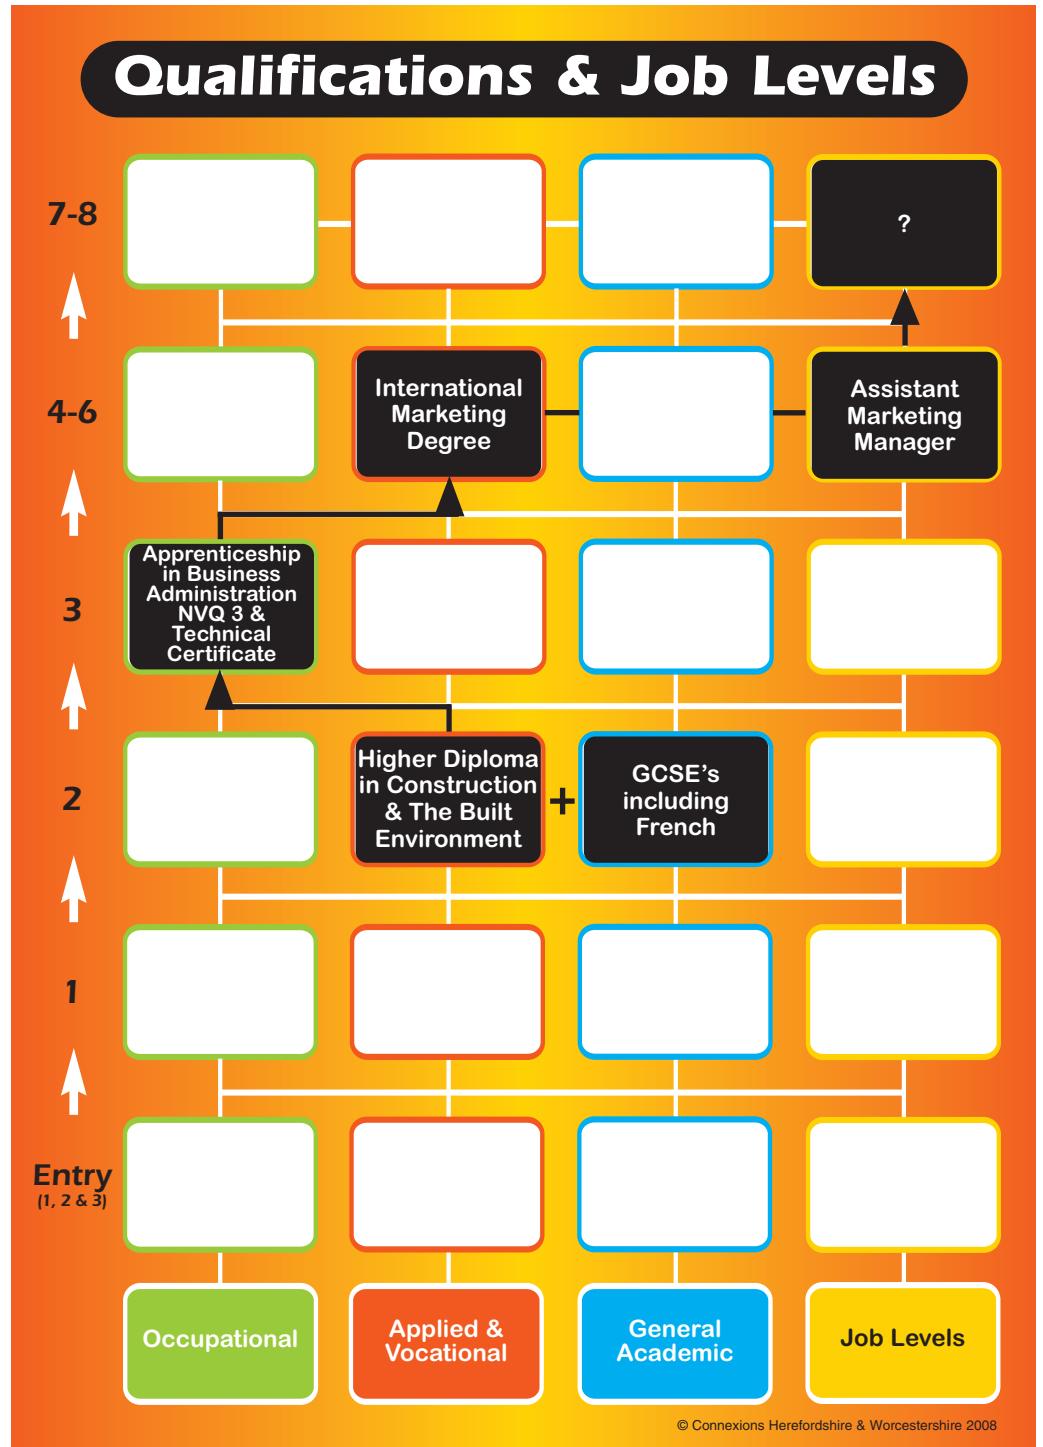 Qualifications & Job Levels
7-8
?
4-6
International
Marketing
Degree
Assistant
Marketing
Manager
3
Apprenticeship
in Business
Administration
NVQ 3 &
Technical
Certificate
2
Higher Diploma
in Construction
& The Built
Environment
+
GCSE's
including
French
1
Entry
(1, 2 & 3)
Occupational
Applied &
Vocational
General
Academic
Job Levels
© Connexions Herefordshire & Worcestershire 2008